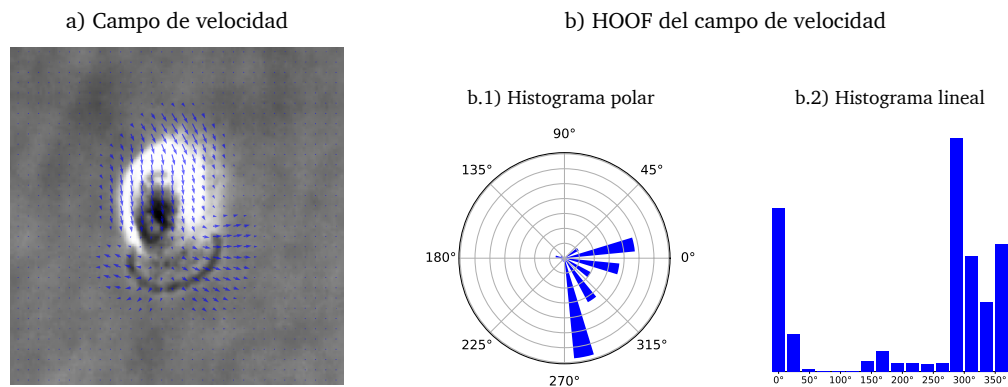 a) Campo de velocidad
b) HOOF del campo de velocidad
b.1) Histograma polar
b.2) Histograma lineal
90°
135°
45°
180°
0°
225°
315°
270°
0° 50° 100° 150° 200° 250° 300° 350°